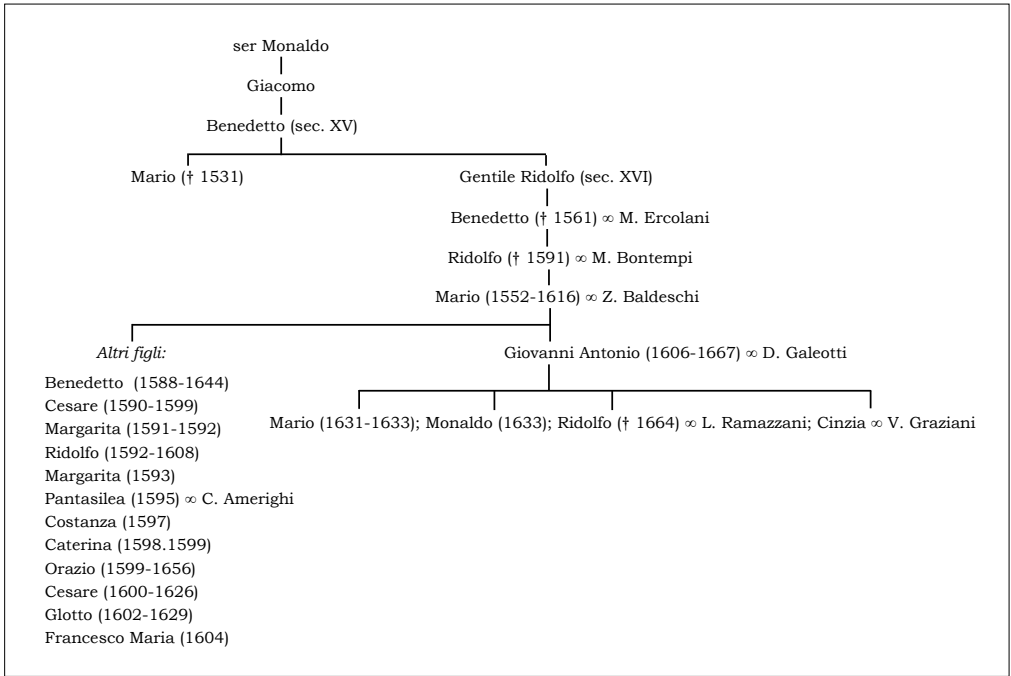 ser Monaldo
Giacomo
Benedetto (sec. XV)
Mario († 1531)
Gentile Ridolfo (sec. XVI)
Benedetto († 1561) ∞ M. Ercolani
Ridolfo († 1591) ∞ M. Bontempi
Mario (1552-1616) ∞ Z. Baldeschi
Altri figli:
Giovanni Antonio (1606-1667) ∞ D. Galeotti
Benedetto (1588-1644)
Cesare (1590-1599)
Margarita (1591-1592)
Ridolfo (1592-1608)
Margarita (1593)
Pantasilea (1595) ∞ C. Amerighi
Costanza (1597)
Caterina (1598.1599)
Orazio (1599-1656)
Cesare (1600-1626)
Glotto (1602-1629)
Francesco Maria (1604)
Mario (1631-1633); Monaldo (1633); Ridolfo († 1664) ∞ L. Ramazzani; Cinzia ∞ V. Graziani